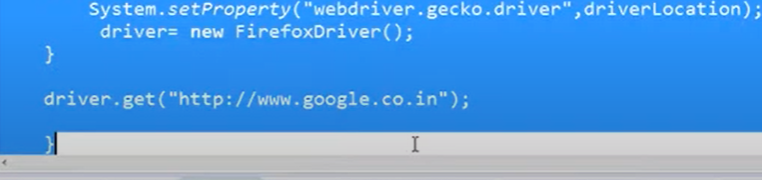 System.setProperty("webdriver.gecko.driver",driverLocation);
driver= new FirefoxDriver();
}
driver.get("http://www.google.co.in");
}